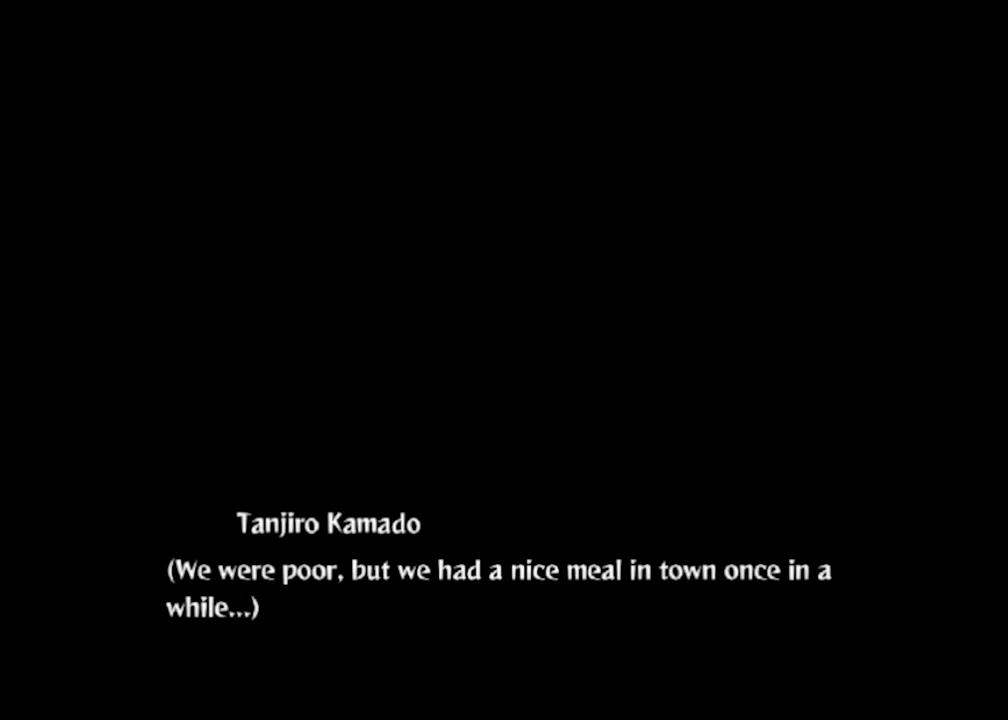 Tanjiro Kamado
(We were poor, but we had a nice meal in town once in a
while...)